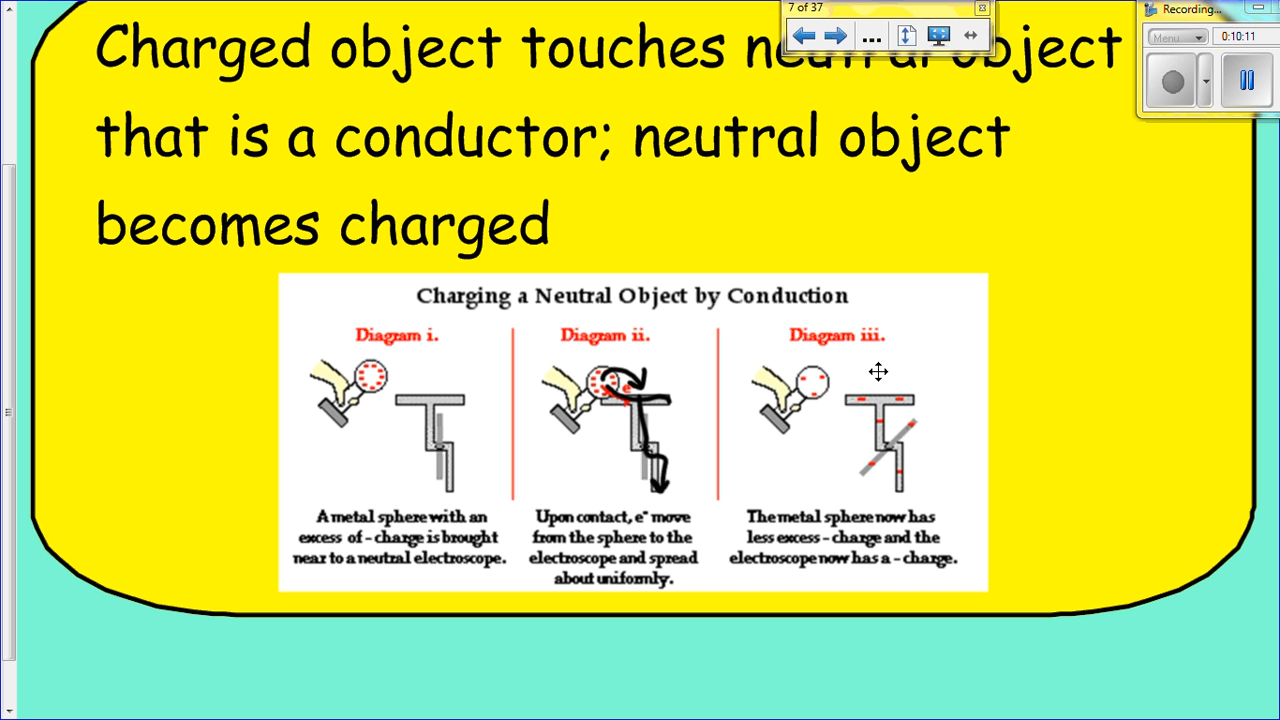 7 of 37
Recording...
Menu
0:10:11
Charged object touches neutral object
that is a conductor; neutral object
becomes charged
Charging a Neutral Object by Conduction
Diagram i.
Diagram ii.
Diagram iii.
e
A metal sphere with an
excess of - charge is brought
near to a neutral electroscope.
Upon contact, e⁻ move
from the sphere to the
electroscope and spread
about uniformly.
The metal sphere now has
less excess - charge and the
electroscope now has a - charge.